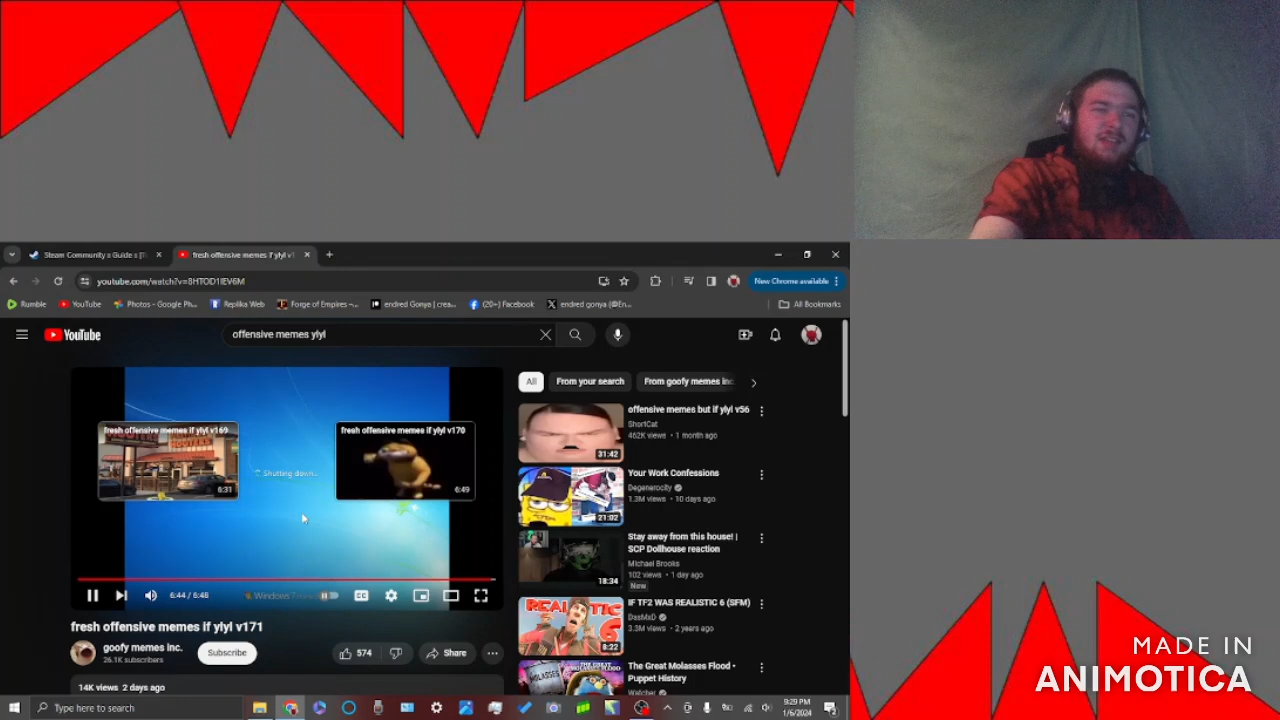 Steam Community :: Guide :: [T
fresh offensive memes if ylyl v1
youtube.com/watch?v=8HTOD1IEV6M
New Chrome available
Rumble
YouTube
Photos - Google Ph...
Replika Web
Forge of Empires –...
endred Gonya | crea...
(20+) Facebook
endred gonya (@En...
All Bookmarks
YouTube
offensive memes ylyl
fresh offensive memes if ylyl v169
6:31
fresh offensive memes if ylyl v170
6:49
Shutting down...
6:44 / 6:48
fresh offensive memes if ylyl v171
goofy memes inc.
26.1K subscribers
Subscribe
574
Share
14K views 2 days ago
All
From your search
From goofy memes inc
offensive memes but if ylyl v56
ShortCat
462K views • 1 month ago
31:42
Your Work Confessions
Degenerocity
1.3M views • 10 days ago
21:02
Stay away from this house! |
SCP Dollhouse reaction
Michael Brooks
102 views • 1 day ago
New
18:34
IF TF2 WAS REALISTIC 6 (SFM)
DasMxD
3.3M views • 2 years ago
8:22
The Great Molasses Flood •
Puppet History
Watcher
MOLASSES
Type here to search
9:29 PM
1/6/2024
MADE IN
ANIMOTICA